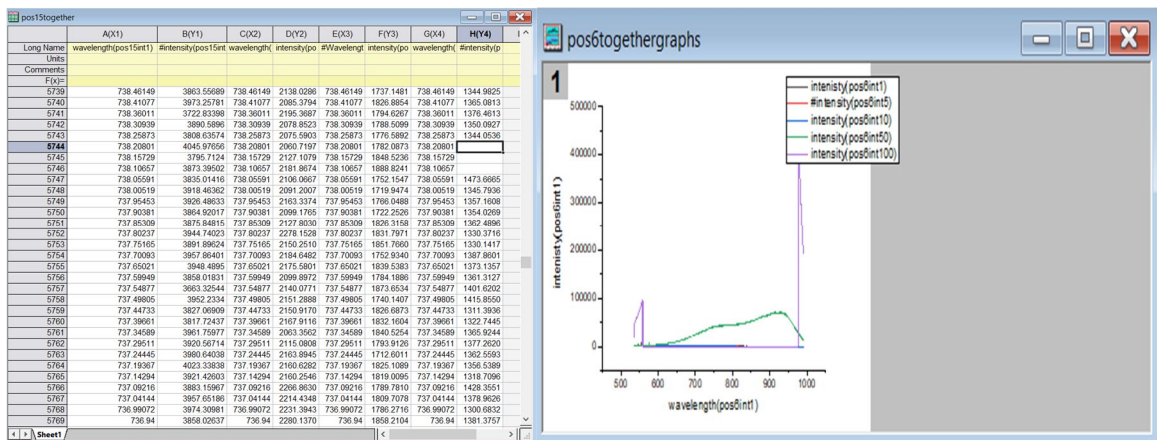 pos15together
A(X1) B(Y1) C(X2) D(Y2) E(X3) F(Y3) G(X4) H(Y4)
Long Name wavelength(pos15int1) #intensity(pos15int wavelength( intensity(po #Wavelengt intensity(po wavelength( #intensity(p
Units
Comments
F(x)=
5739 738.46149 3863.55689 738.46149 2138.0286 738.46149 1737.1481 738.46149 1344.9825
5740 738.41077 3973.25781 738.41077 2085.3794 738.41077 1826.8854 738.41077 1365.0813
5741 738.36011 3722.83398 738.36011 2195.3687 738.36011 1794.6267 738.36011 1376.4613
5742 738.30939 3890.5896 738.30939 2078.8523 738.30939 1788.5099 738.30939 1350.0927
5743 738.25873 3808.63574 738.25873 2075.5903 738.25873 1776.5892 738.25873 1344.0536
5744 738.20801 4045.97656 738.20801 2060.7197 738.20801 1782.0873 738.20801
5745 738.15729 3795.7124 738.15729 2127.1079 738.15729 1848.5236 738.15729
5746 738.10657 3873.39502 738.10657 2181.8674 738.10657 1888.8241 738.10657
5747 738.05591 3835.01416 738.05591 2106.0667 738.05591 1752.1547 738.05591 1473.6665
5748 738.00519 3918.46362 738.00519 2091.2007 738.00519 1719.9474 738.00519 1345.7936
5749 737.95453 3926.48633 737.95453 2163.3374 737.95453 1766.0488 737.95453 1357.1608
5750 737.90381 3864.92017 737.90381 2099.1765 737.90381 1722.2526 737.90381 1354.0269
5751 737.85309 3875.84815 737.85309 2127.8030 737.85309 1826.3158 737.85309 1362.4896
5752 737.80237 3944.74023 737.80237 2278.1528 737.80237 1831.7971 737.80237 1330.3716
5753 737.75165 3891.89624 737.75165 2150.2510 737.75165 1851.7660 737.75165 1330.1417
5754 737.70093 3957.86401 737.70093 2184.6482 737.70093 1752.9340 737.70093 1387.8601
5755 737.65021 3948.4895 737.65021 2175.5801 737.65021 1839.5383 737.65021 1373.1357
5756 737.59949 3858.01831 737.59949 2099.8972 737.59949 1784.1886 737.59949 1361.3127
5757 737.54877 3663.32544 737.54877 2140.0771 737.54877 1873.6534 737.54877 1401.6202
5758 737.49805 3952.2334 737.49805 2151.2888 737.49805 1740.1407 737.49805 1415.8550
5759 737.44733 3827.06909 737.44733 2150.9170 737.44733 1826.6873 737.44733 1311.3936
5760 737.39661 3817.72437 737.39661 2167.9116 737.39661 1832.1604 737.39661 1322.7445
5761 737.34589 3961.75977 737.34589 2063.3562 737.34589 1840.5254 737.34589 1365.9244
5762 737.29511 3920.56714 737.29511 2115.0808 737.29511 1793.9126 737.29511 1377.2620
5763 737.24445 3980.64038 737.24445 2163.8945 737.24445 1712.6011 737.24445 1362.5593
5764 737.19367 4023.33838 737.19367 2160.6282 737.19367 1825.1089 737.19367 1356.5389
5765 737.14294 3921.42603 737.14294 2160.2546 737.14294 1819.0095 737.14294 1318.7096
5766 737.09216 3883.15967 737.09216 2266.8630 737.09216 1789.7810 737.09216 1428.3551
5767 737.04144 3957.65186 737.04144 2214.4348 737.04144 1809.7078 737.04144 1378.9626
5768 736.99072 3974.30981 736.99072 2231.3943 736.99072 1786.2716 736.99072 1300.6832
5769 736.94 3858.02637 736.94 2280.1370 736.94 1858.2104 736.94 1381.3757
Sheet1
pos6togethergraphs
1
intenisty(pos6int1)
#intensity(pos6int5)
intensity(pos6int10)
intensity(pos6int50)
intensity(pos6int100)
500000
400000
300000
200000
100000
0
intenisty(pos6int1)
500 600 700 800 900 1000
wavelength(pos6int1)